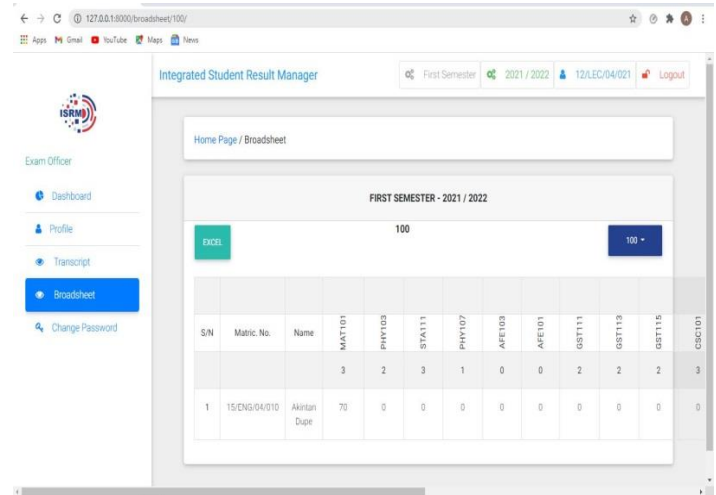 127.0.0.1:8000/broadsheet/100/
Apps Gmail YouTube Maps News
Integrated Student Result Manager First Semester 2021 / 2022 12/LEC/04/021 Logout
ISRM
Exam Officer
Dashboard
Profile
Transcript
Broadsheet
Change Password
Home Page / Broadsheet
FIRST SEMESTER - 2021 / 2022
EXCEL 100 100
S/N Matric. No. Name MAT101 PHY103 STA111 PHY107 AFE103 AFE101 GST111 GST113 GST115 CSC101
3 2 3 1 0 0 2 2 2 3
1 15/ENG/04/010 Akintan Dupe 70 0 0 0 0 0 0 0 0 0